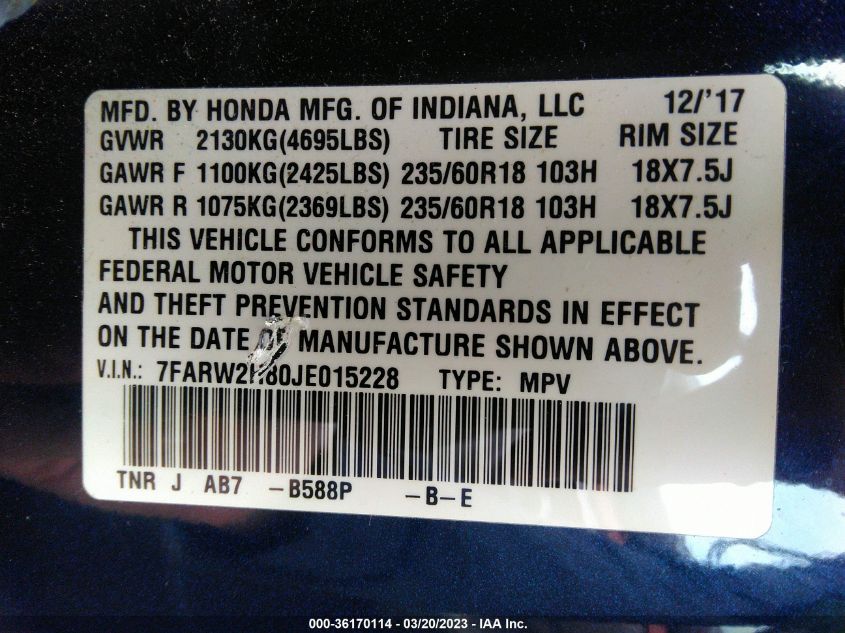 MFD. BY HONDA MFG. OF INDIANA, LLC 12/'17
GVWR 2130KG(4695LBS) TIRE SIZE RIM SIZE
GAWR F 1100KG(2425LBS) 235/60R18 103H 18X7.5J
GAWR R 1075KG(2369LBS) 235/60R18 103H 18X7.5J
THIS VEHICLE CONFORMS TO ALL APPLICABLE
FEDERAL MOTOR VEHICLE SAFETY
AND THEFT PREVENTION STANDARDS IN EFFECT
ON THE DATE OF MANUFACTURE SHOWN ABOVE.
V.I.N.: 7FARW2H80JE015228 TYPE: MPV
TNR J AB7 -B588P -B-E
000-36170114 — 03/20/2023 — IAA Inc.